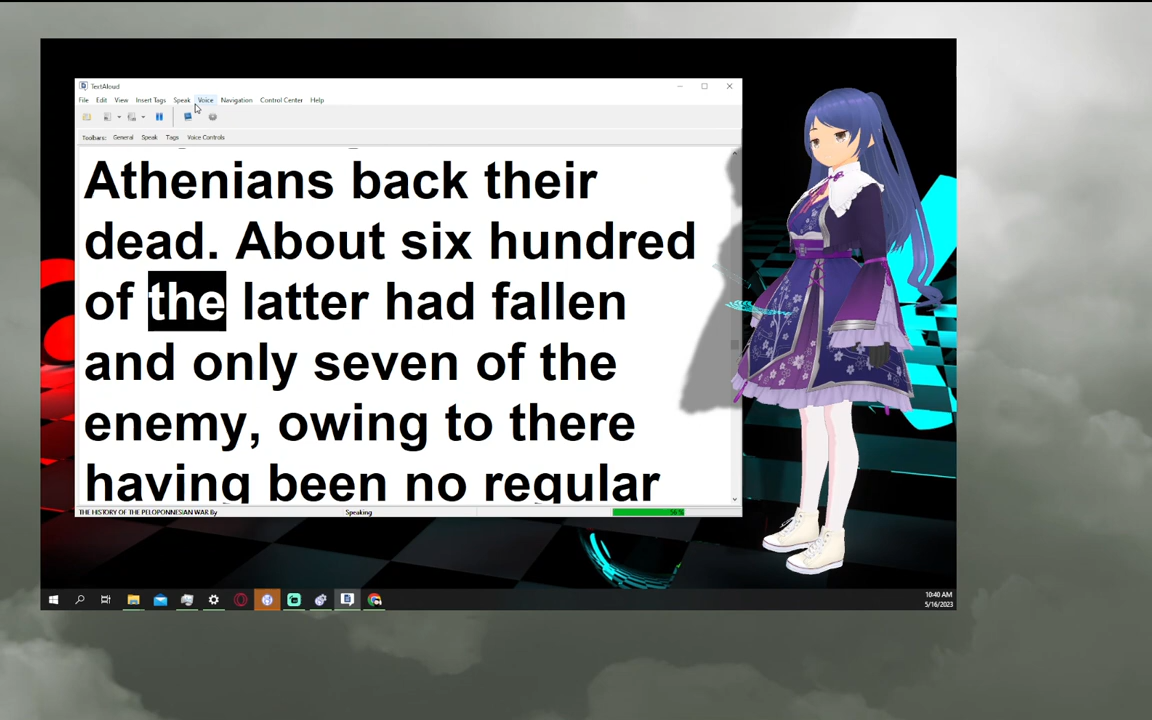 TextAloud
File Edit View Insert Tags Speak Voice Navigation Control Center Help
Toolbars: General Speak Tags Voice Controls
Athenians back their
dead. About six hundred
of the latter had fallen
and only seven of the
enemy, owing to there
having been no regular
THE HISTORY OF THE PELOPONNESIAN WAR By Speaking 56 %
10:40 AM
5/16/2023